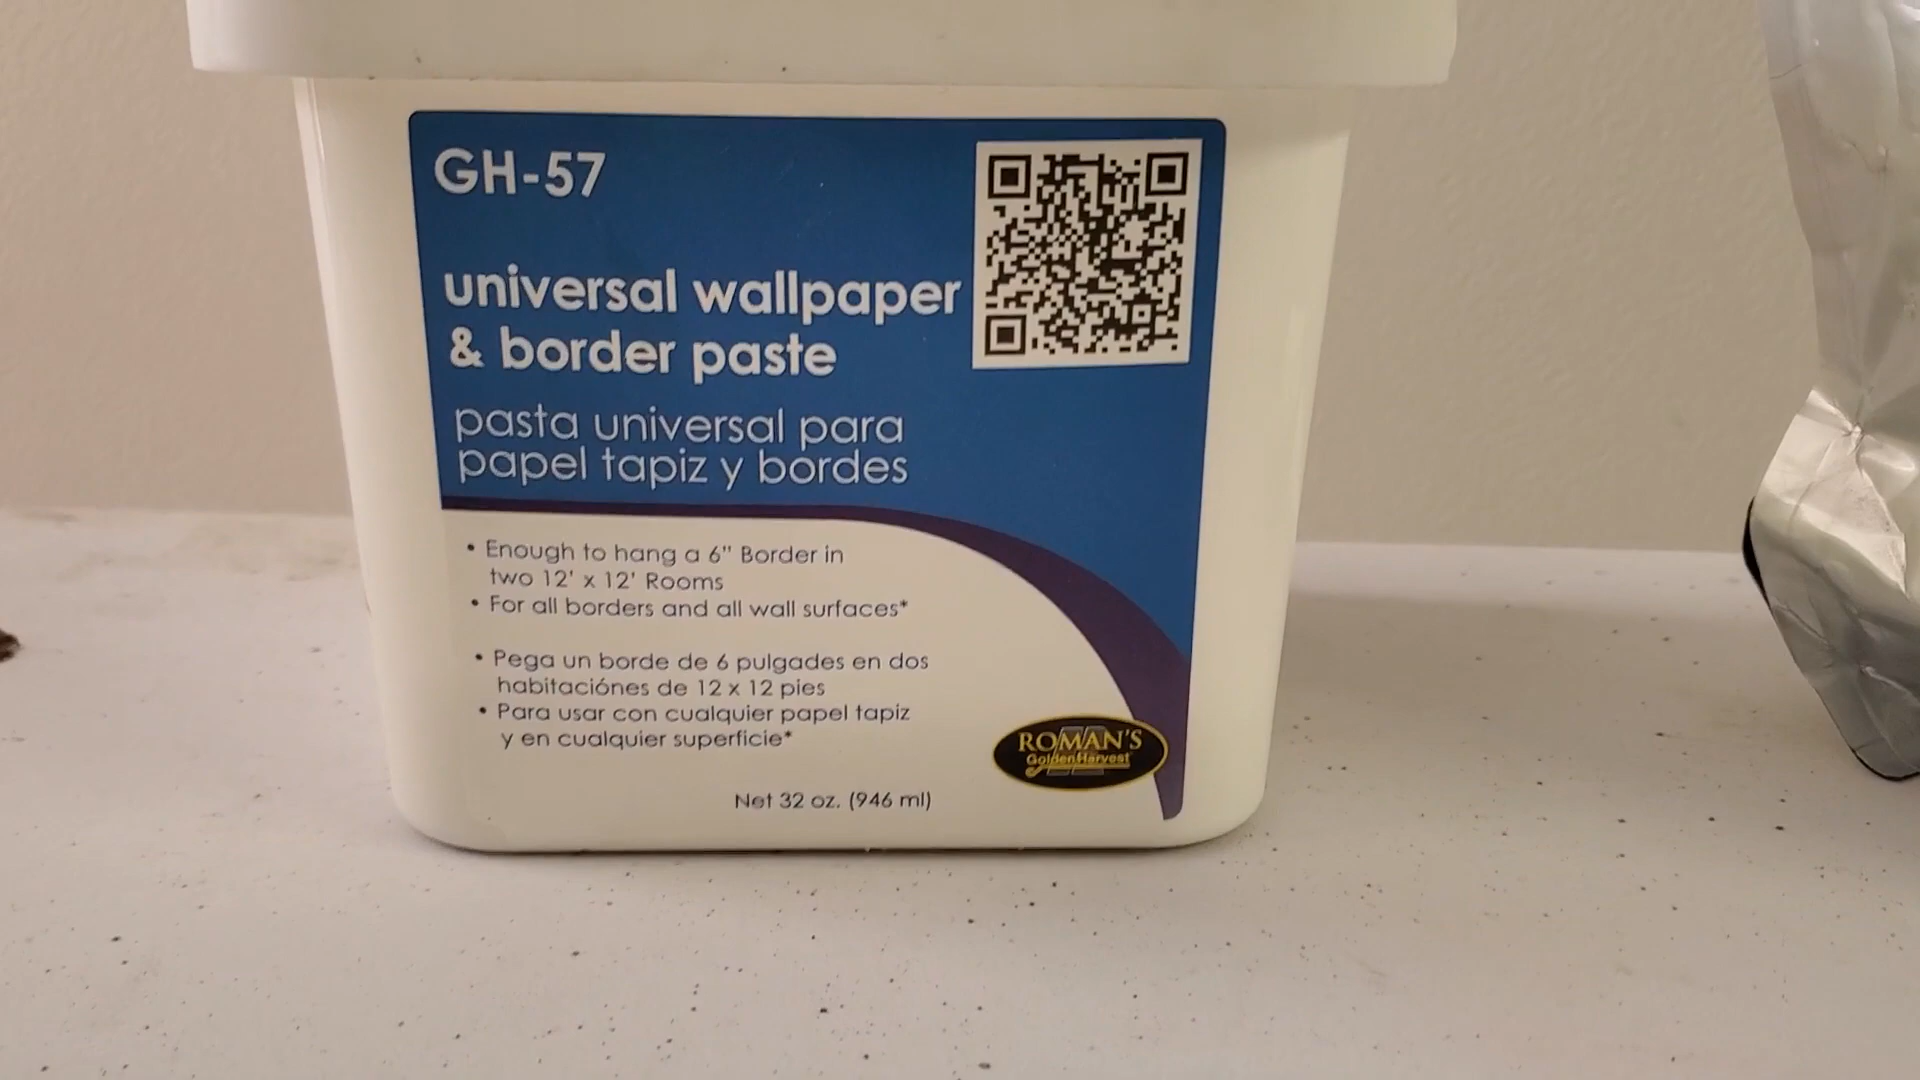 GH-57
universal wallpaper
& border paste
pasta universal para
papel tapiz y bordes
• Enough to hang a 6" Border in
two 12' x 12' Rooms
• For all borders and all wall surfaces*
• Pega un borde de 6 pulgades en dos
habitaciónes de 12 x 12 pies
• Para usar con cualquier papel tapiz
y en cualquier superficie*
ROMAN'S
Golden Harvest
Net 32 oz. (946 ml)